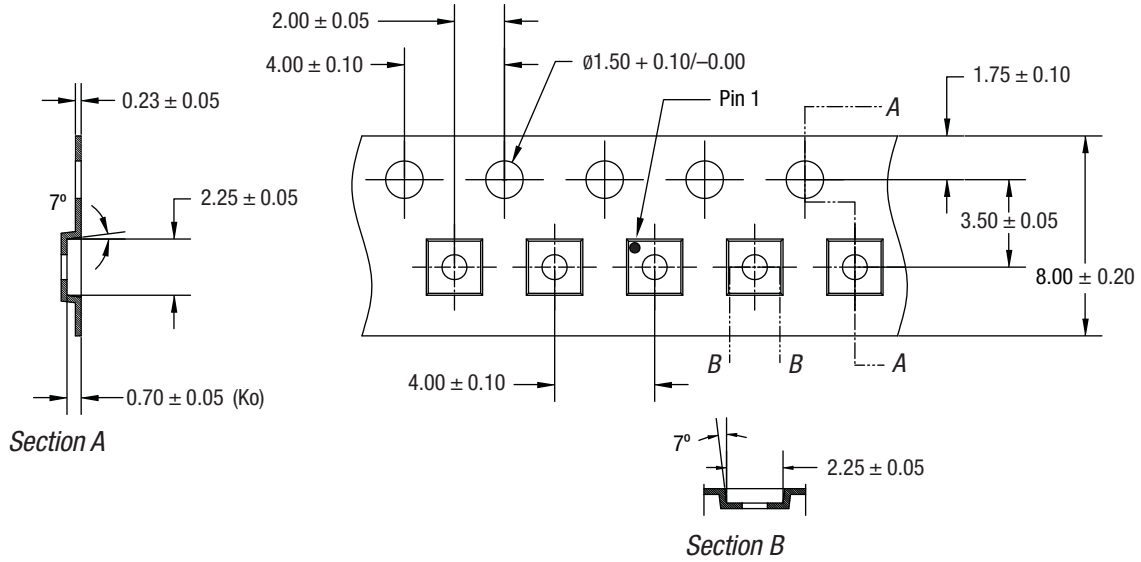 2.00 ± 0.05
4.00 ± 0.10
ø1.50 + 0.10/–0.00
1.75 ± 0.10
0.23 ± 0.05
Pin 1
A
7º
2.25 ± 0.05
3.50 ± 0.05
8.00 ± 0.20
B
B
A
4.00 ± 0.10
0.70 ± 0.05 (Ko)
Section A
7º
2.25 ± 0.05
Section B